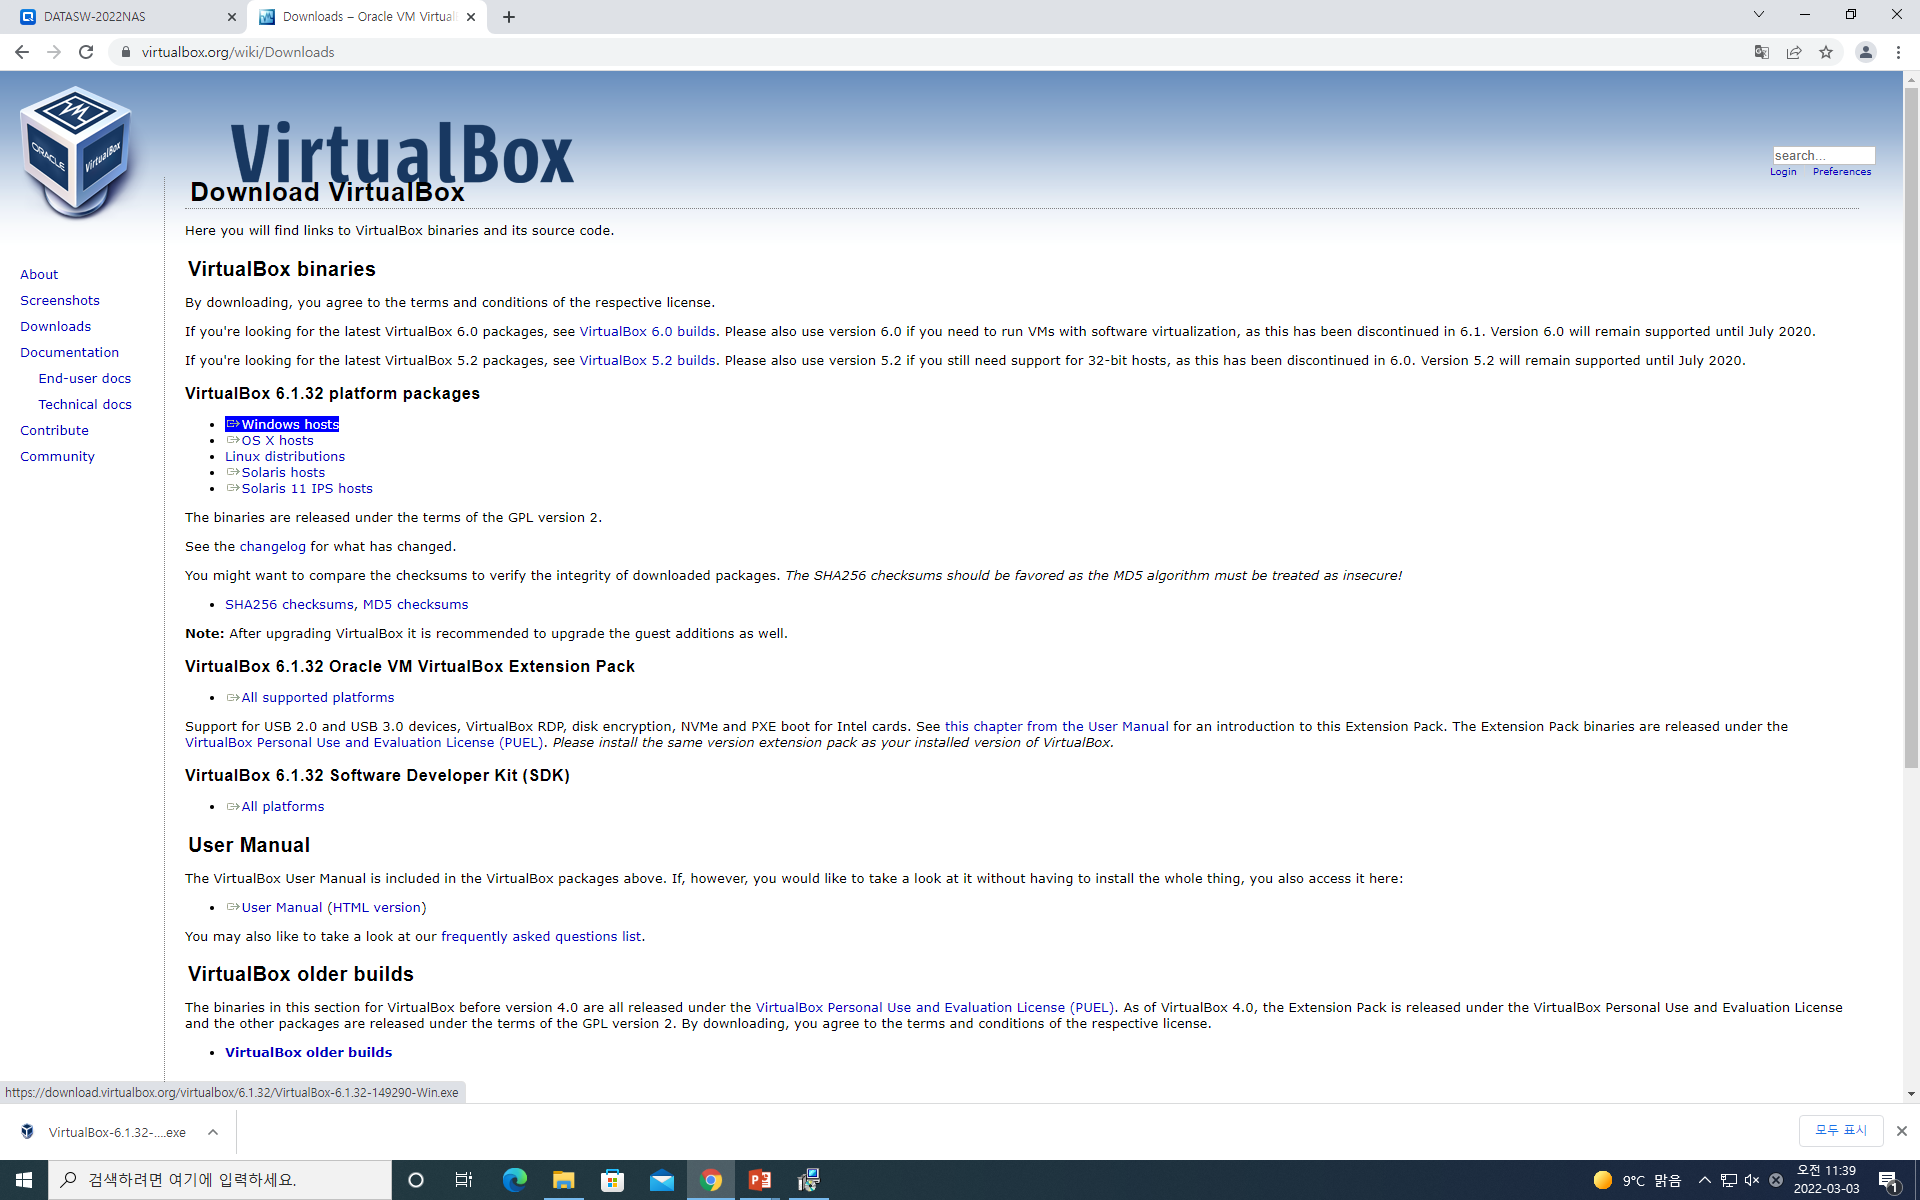 DATASW-2022NAS
Downloads – Oracle VM Virtual
virtualbox.org/wiki/Downloads
ORACLE
VirtualBox
VirtualBox
search...
Login Preferences
Download VirtualBox
Here you will find links to VirtualBox binaries and its source code.
About
Screenshots
Downloads
Documentation
End-user docs
Technical docs
Contribute
Community
VirtualBox binaries
By downloading, you agree to the terms and conditions of the respective license.
If you're looking for the latest VirtualBox 6.0 packages, see VirtualBox 6.0 builds. Please also use version 6.0 if you need to run VMs with software virtualization, as this has been discontinued in 6.1. Version 6.0 will remain supported until July 2020.
If you're looking for the latest VirtualBox 5.2 packages, see VirtualBox 5.2 builds. Please also use version 5.2 if you still need support for 32-bit hosts, as this has been discontinued in 6.0. Version 5.2 will remain supported until July 2020.
VirtualBox 6.1.32 platform packages
• Windows hosts
• OS X hosts
• Linux distributions
• Solaris hosts
• Solaris 11 IPS hosts
The binaries are released under the terms of the GPL version 2.
See the changelog for what has changed.
You might want to compare the checksums to verify the integrity of downloaded packages. The SHA256 checksums should be favored as the MD5 algorithm must be treated as insecure!
• SHA256 checksums, MD5 checksums
Note: After upgrading VirtualBox it is recommended to upgrade the guest additions as well.
VirtualBox 6.1.32 Oracle VM VirtualBox Extension Pack
• All supported platforms
Support for USB 2.0 and USB 3.0 devices, VirtualBox RDP, disk encryption, NVMe and PXE boot for Intel cards. See this chapter from the User Manual for an introduction to this Extension Pack. The Extension Pack binaries are released under the
VirtualBox Personal Use and Evaluation License (PUEL). Please install the same version extension pack as your installed version of VirtualBox.
VirtualBox 6.1.32 Software Developer Kit (SDK)
• All platforms
User Manual
The VirtualBox User Manual is included in the VirtualBox packages above. If, however, you would like to take a look at it without having to install the whole thing, you also access it here:
• User Manual (HTML version)
You may also like to take a look at our frequently asked questions list.
VirtualBox older builds
The binaries in this section for VirtualBox before version 4.0 are all released under the VirtualBox Personal Use and Evaluation License (PUEL). As of VirtualBox 4.0, the Extension Pack is released under the VirtualBox Personal Use and Evaluation License
and the other packages are released under the terms of the GPL version 2. By downloading, you agree to the terms and conditions of the respective license.
• VirtualBox older builds
https://download.virtualbox.org/virtualbox/6.1.32/VirtualBox-6.1.32-149290-Win.exe
VirtualBox-6.1.32-....exe
모두 표시
검색하려면 여기에 입력하세요.
9°C 맑음
오전 11:39
2022-03-03
1